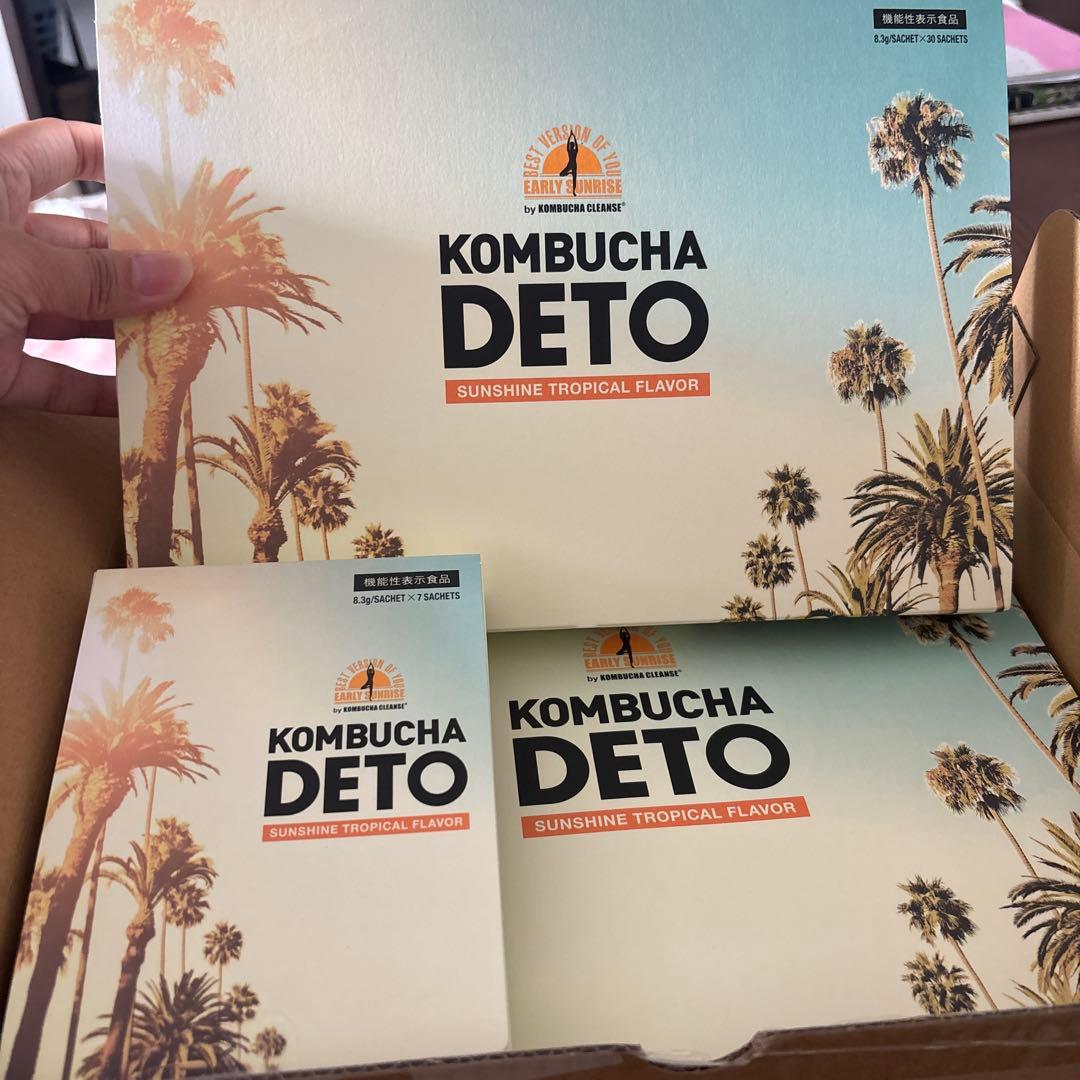 機能性表示食品
8.3g/SACHET×30 SACHETS
BEST VERSION OF YOU
EARLY SUNRISE
by KOMBUCHA CLEANSE®
KOMBUCHA
DETO
SUNSHINE TROPICAL FLAVOR
機能性表示食品
8.3g/SACHET×7 SACHETS
BEST VERSION OF YOU
EARLY SUNRISE
by KOMBUCHA CLEANSE®
KOMBUCHA
DETO
SUNSHINE TROPICAL FLAVOR
EARLY SUNRISE
by KOMBUCHA CLEANSE®
KOMBUCHA
DETO
SUNSHINE TROPICAL FLAVOR